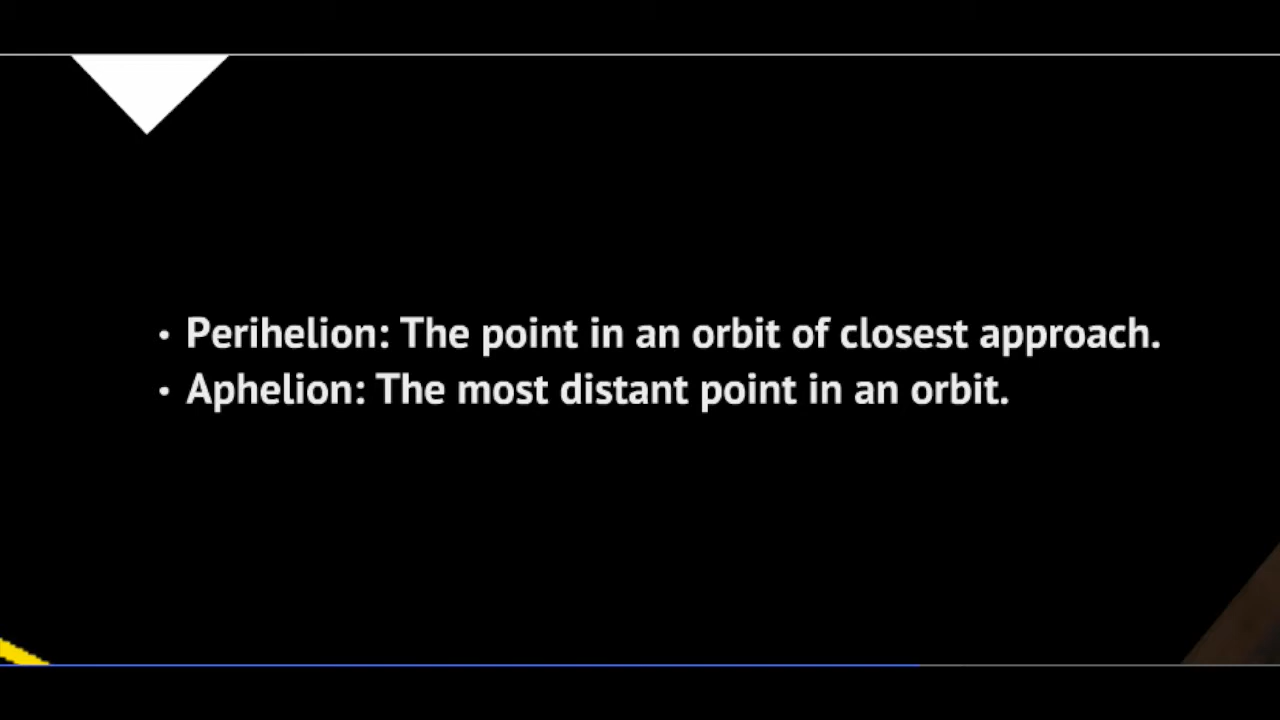 • Perihelion: The point in an orbit of closest approach.
• Aphelion: The most distant point in an orbit.